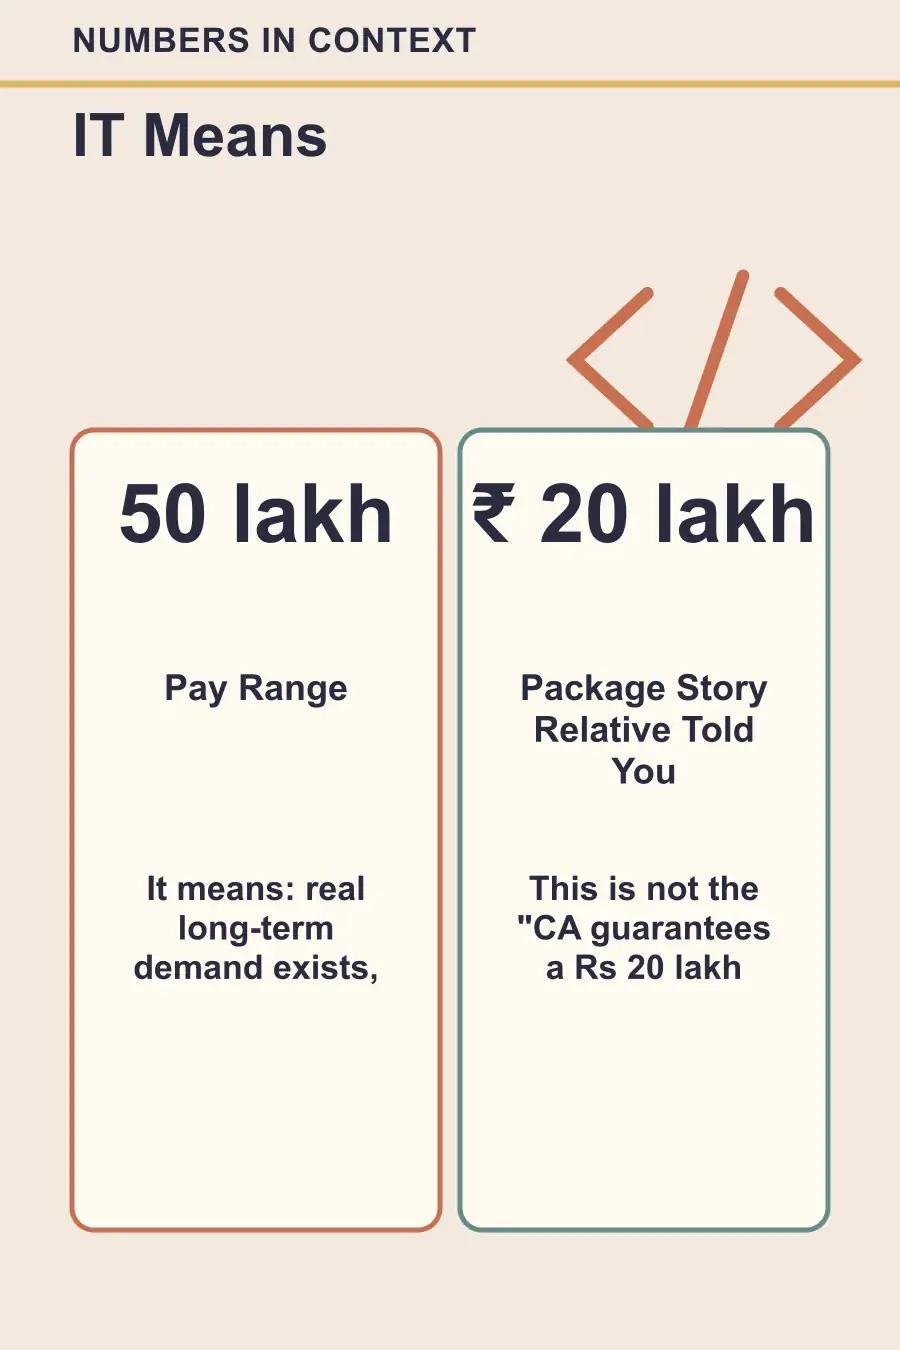 NUMBERS IN CONTEXT
IT Means
50 lakh
Pay Range
It means: real
long-term
demand exists,
₹ 20 lakh
Package Story
Relative Told
You
This is not the
"CA guarantees
a Rs 20 lakh